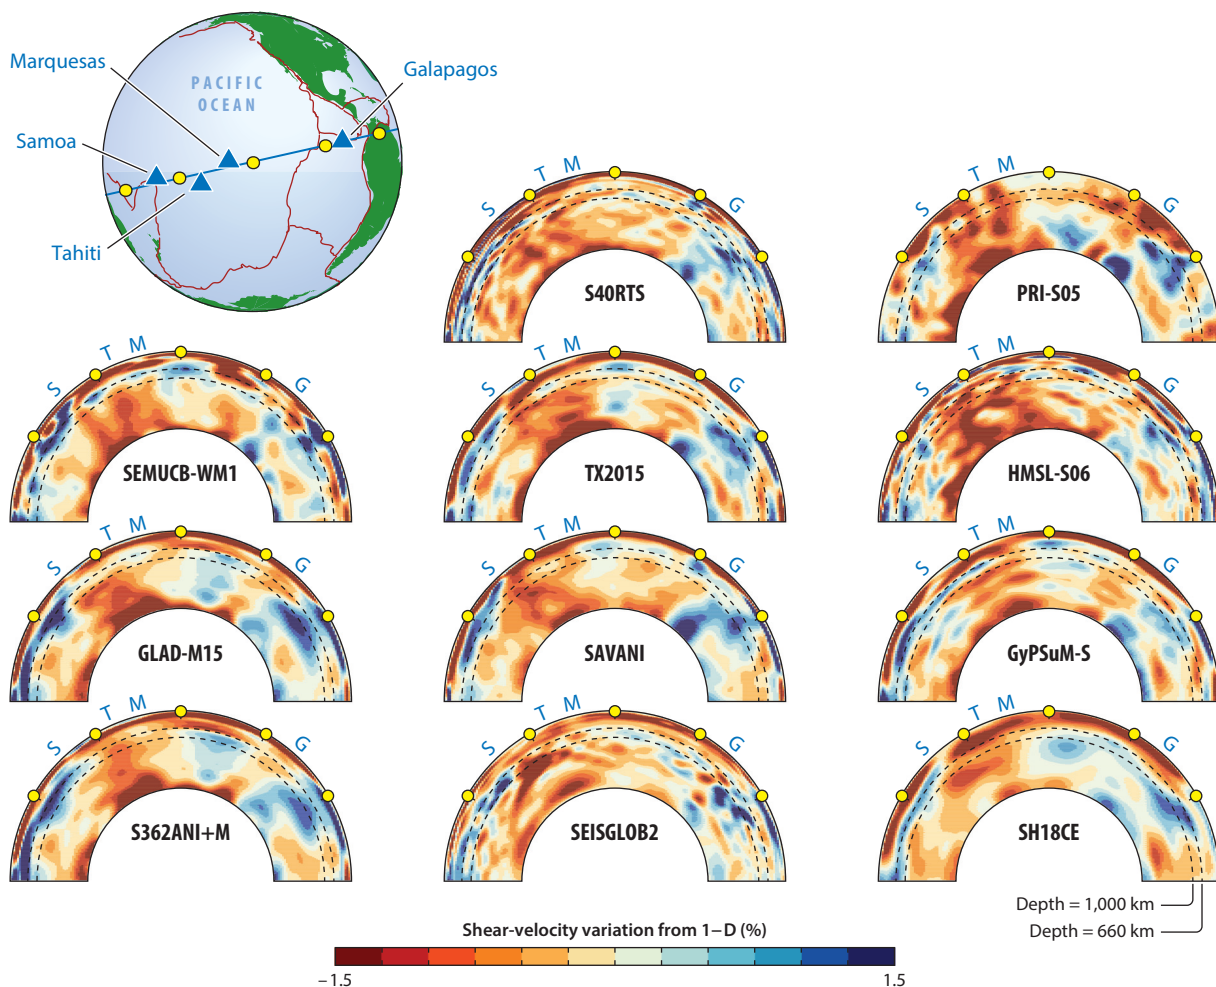 Marquesas
PACIFIC
OCEAN
Galapagos
Samoa
Tahiti
S T M G
S40RTS
S T M G
PRI-S05
S T M G
SEMUCB-WM1
S T M G
TX2015
S T M G
HMSL-S06
S T M G
GLAD-M15
S T M G
SAVANI
S T M G
GyPSuM-S
S T M G
S362ANI+M
S T M G
SEISGLOB2
S T M G
SH18CE
Depth = 1,000 km
Depth = 660 km
Shear-velocity variation from 1–D (%)
–1.5 1.5